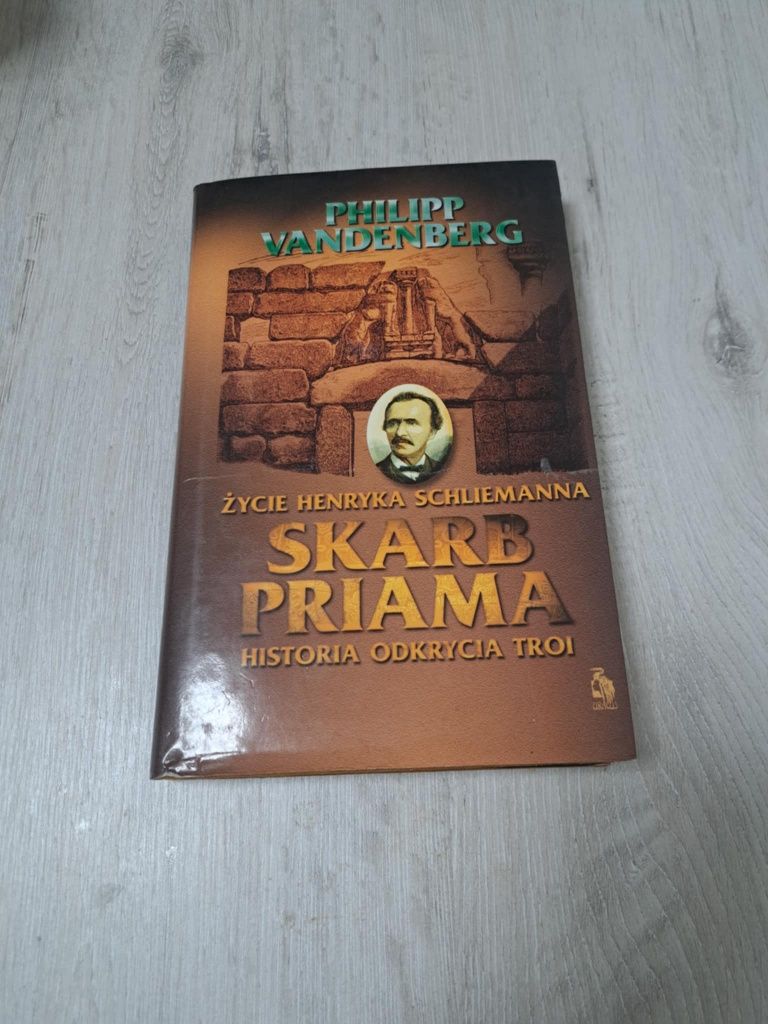 PHILIPP
VANDENBERG
ŻYCIE HENRYKA SCHLIEMANNA
SKARB
PRIAMA
HISTORIA ODKRYCIA TROI